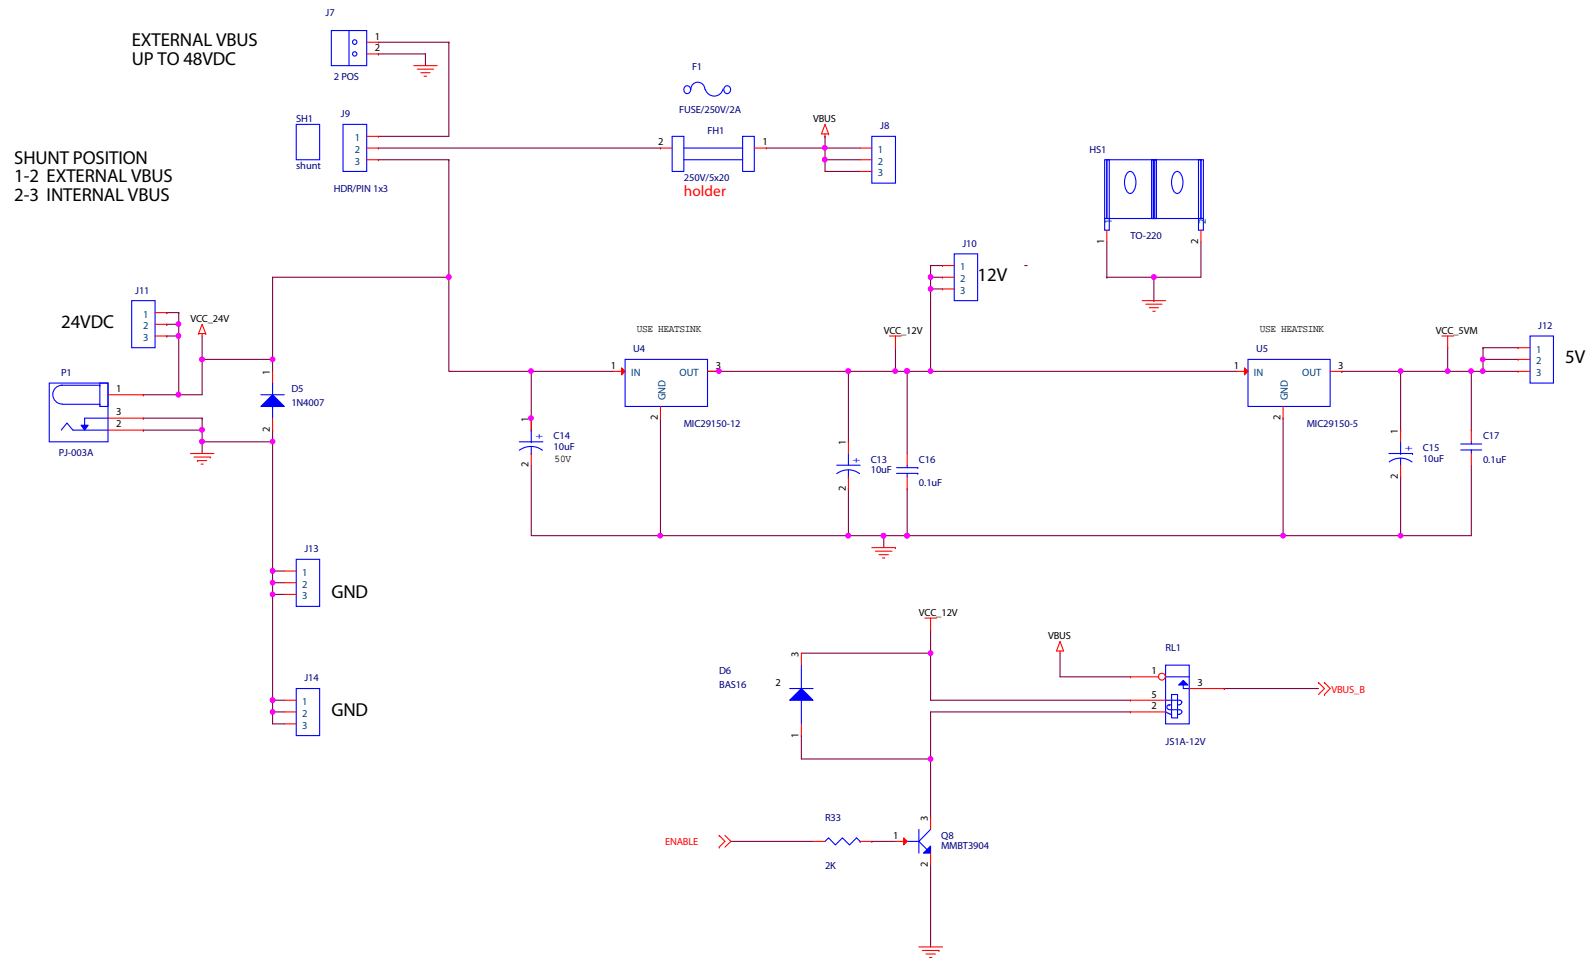 J7
EXTERNAL VBUS
UP TO 48VDC
1
2
2 POS
F1
FUSE/250V/2A
SH1
shunt
J9
1
2
3
1
2
3
HDR/PIN 1x3
SHUNT POSITION
1-2 EXTERNAL VBUS
2-3 INTERNAL VBUS
FH1
2
1
250V/5x20
holder
VBUS
J8
1
2
3
HS1
1
2
TO-220
1
2
J10
1
2
3
12V
-
J11
1
2
3
24VDC
VCC_24V
P1
1
3
2
PJ-003A
1
D5
1N4007
2
USE HEATSINK
U4
1
IN
OUT
3
GND
2
MIC29150-12
1
C14
10uF
50V
2
VCC_12V
1
C13
10uF
2
C16
0.1uF
USE HEATSINK
U5
1
IN
OUT
3
GND
2
MIC29150-5
VCC_5VM
J12
1
2
3
5V
1
C15
10uF
2
C17
0.1uF
J13
1
2
3
GND
J14
1
2
3
GND
VCC_12V
3
D6
BAS16
2
1
VBUS
RL1
1
5
2
3
VBUS_B
JS1A-12V
ENABLE
R33
2K
1
3
Q8
MMBT3904
2